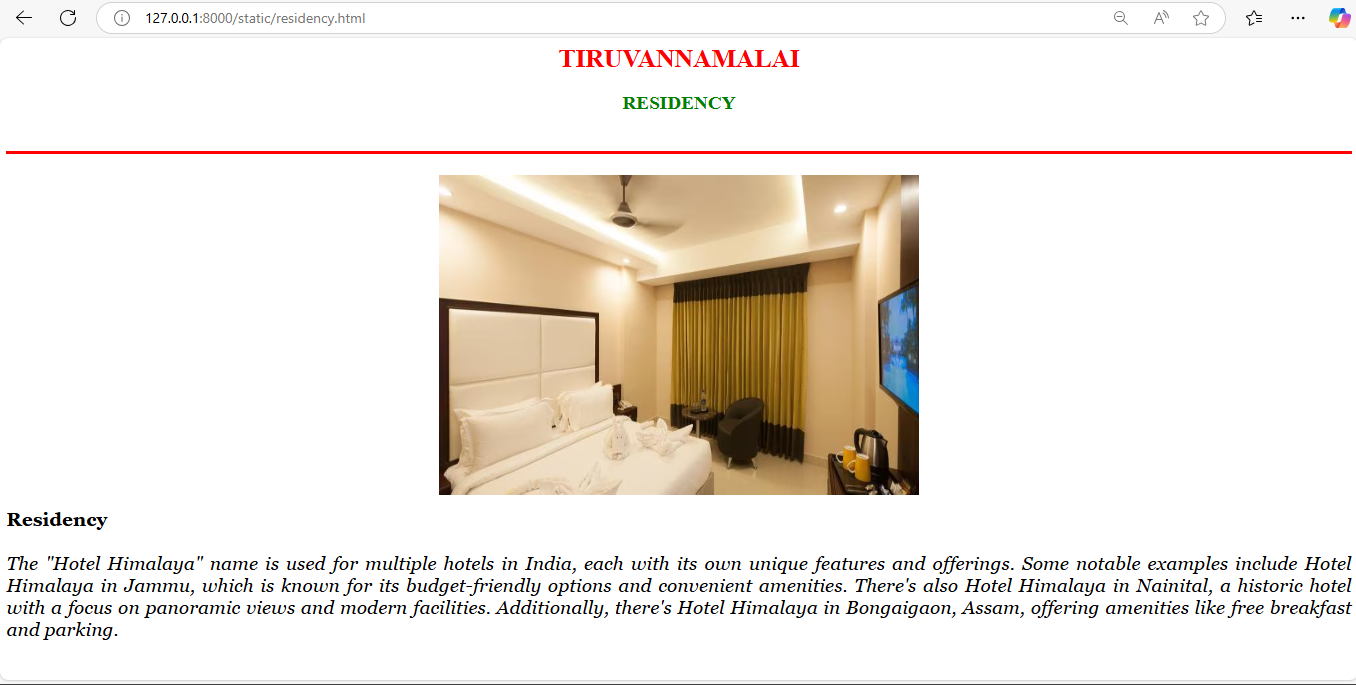 127.0.0.1:8000/static/residency.html
TIRUVANNAMALAI
RESIDENCY
Residency
The "Hotel Himalaya" name is used for multiple hotels in India, each with its own unique features and offerings. Some notable examples include Hotel
Himalaya in Jammu, which is known for its budget-friendly options and convenient amenities. There's also Hotel Himalaya in Nainital, a historic hotel
with a focus on panoramic views and modern facilities. Additionally, there's Hotel Himalaya in Bongaigaon, Assam, offering amenities like free breakfast
and parking.